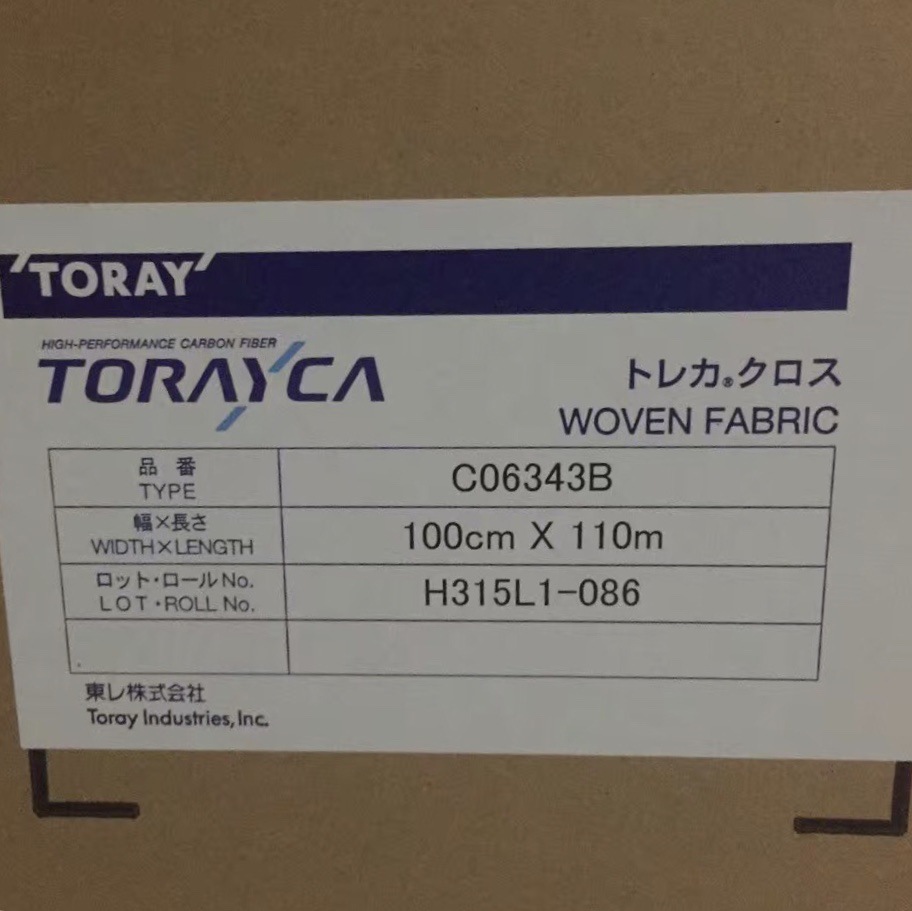 'TORAY'
HIGH-PERFORMANCE CARBON FIBER
TORAYCA
トレカ®クロス
WOVEN FABRIC
品番
TYPE
C06343B
幅×長さ
WIDTH×LENGTH
100cm X 110m
ロット・ロールNo.
LOT・ROLL No.
H315L1-086
東レ株式会社
Toray Industries, Inc.